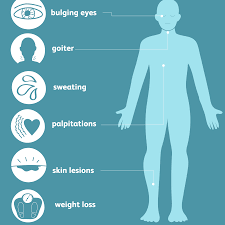 bulging eyes
goiter
sweating
palpitations
skin lesions
weight loss